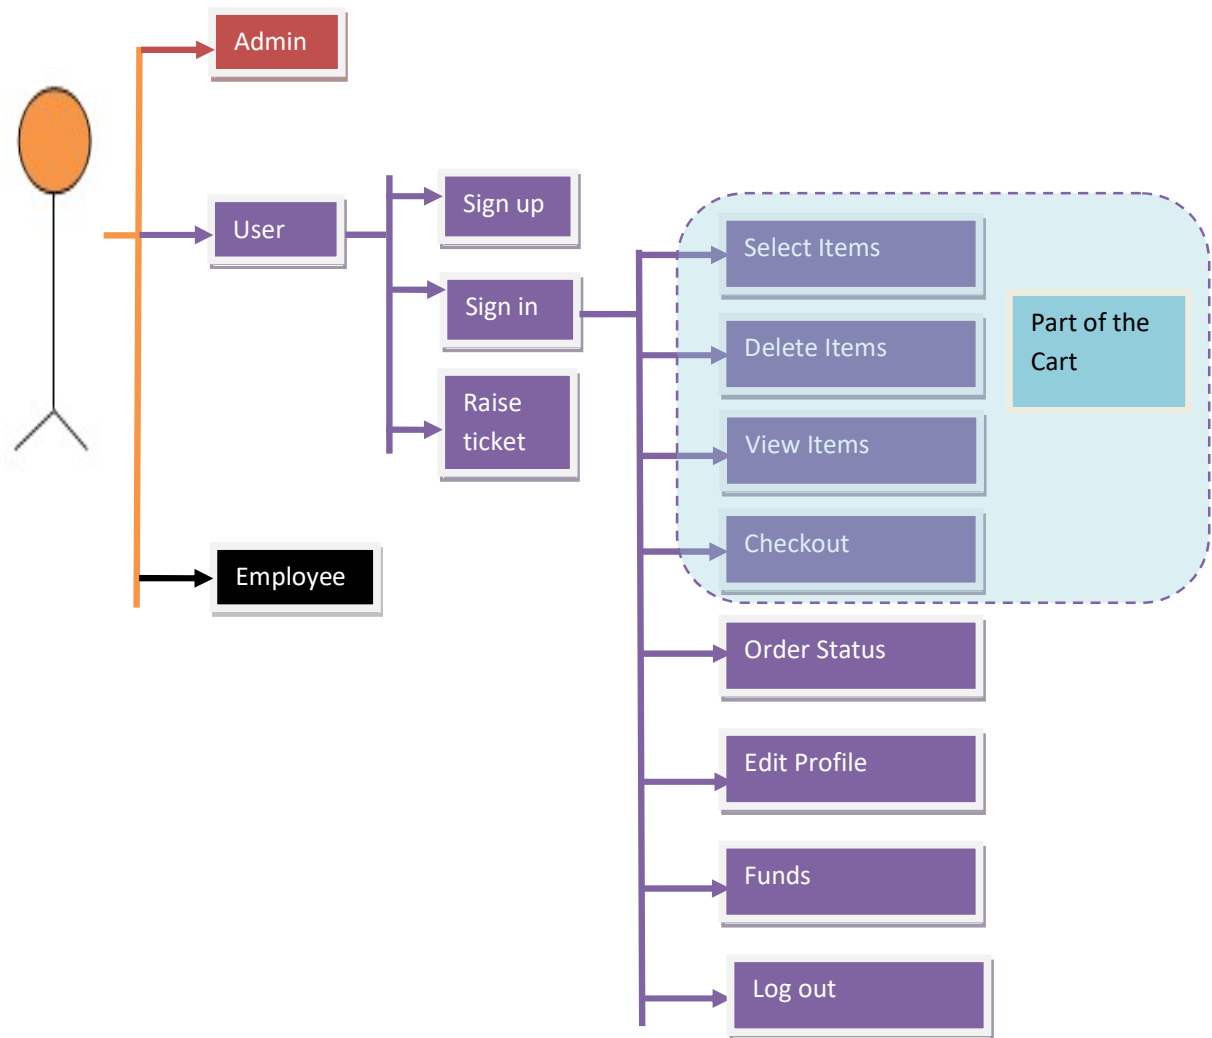 Admin
User
Employee
Sign up
Sign in
Raise
ticket
Select Items
Delete Items
View Items
Checkout
Part of the
Cart
Order Status
Edit Profile
Funds
Log out